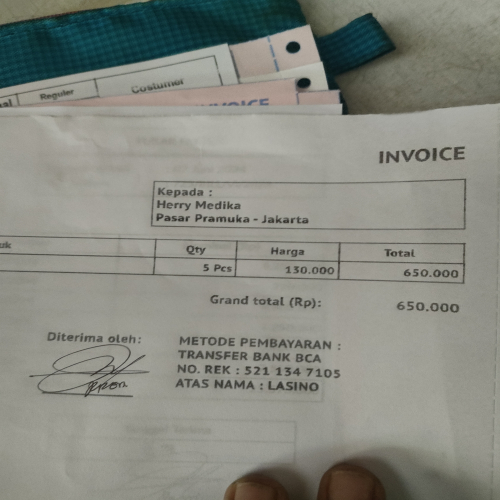 Reguler
Costumer
INVOICE
INVOICE
Kepada :
Herry Medika
Pasar Pramuka - Jakarta
uk Qty Harga Total
5 Pcs 130.000 650.000
Grand total (Rp): 650.000
Diterima oleh:
METODE PEMBAYARAN :
TRANSFER BANK BCA
NO. REK : 521 134 7105
ATAS NAMA : LASINO